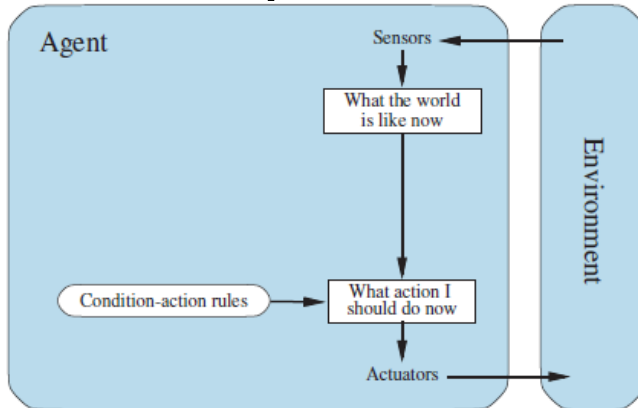 Agent
Sensors
What the world
is like now
Environment
Condition-action rules
What action I
should do now
Actuators